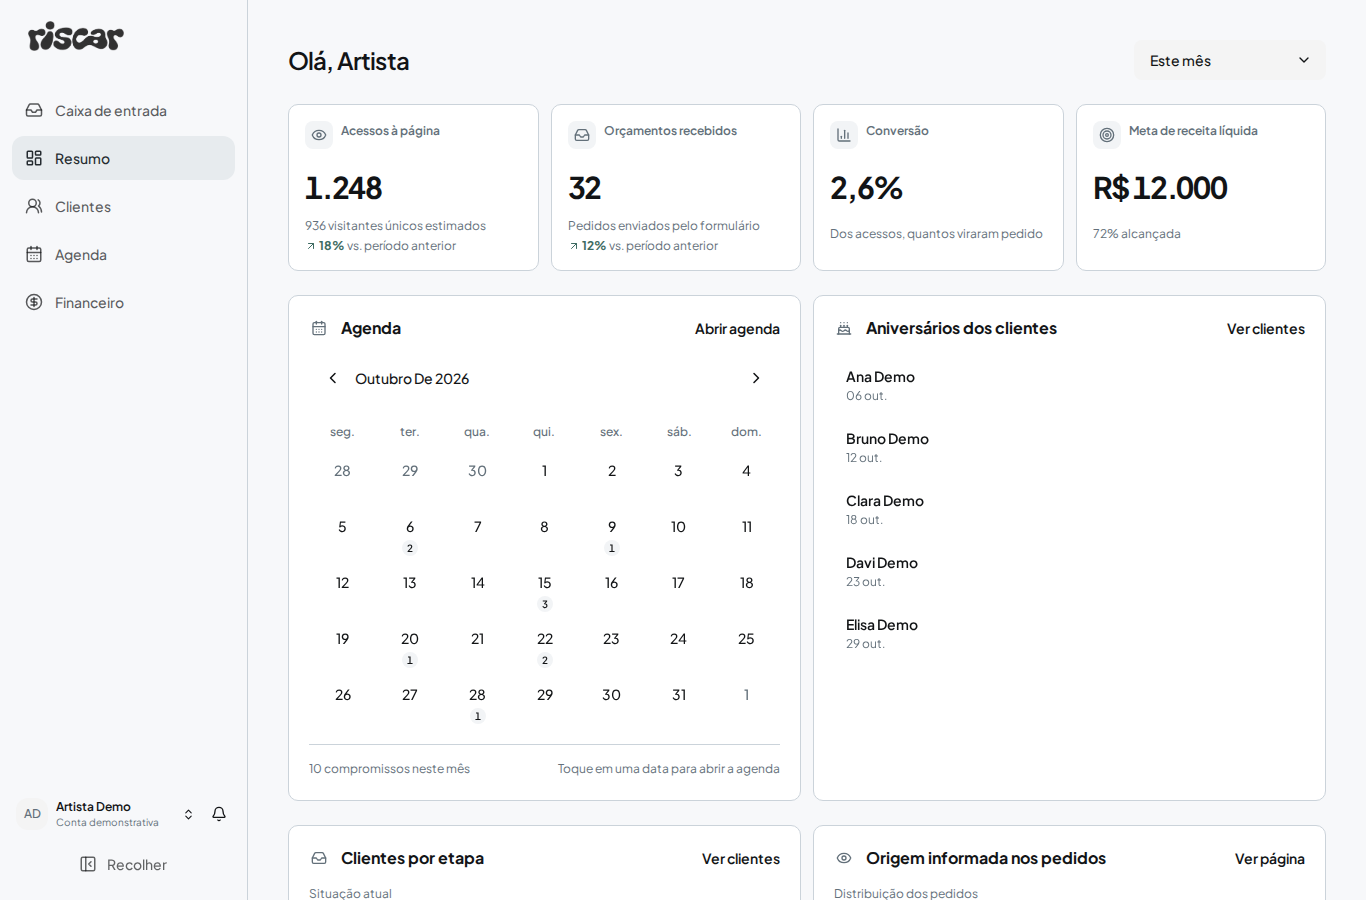 riscar
Caixa de entrada
Resumo
Clientes
Agenda
Financeiro
Artista Demo
AD
Conta demonstrativa
Recolher
Olá, Artista
Este mês
Acessos à página
1.248
936 visitantes únicos estimados
18% vs. período anterior
Orçamentos recebidos
32
Pedidos enviados pelo formulário
12% vs. período anterior
Conversão
2,6%
Dos acessos, quantos viraram pedido
Meta de receita líquida
R$ 12.000
72% alcançada
Agenda
Abrir agenda
Outubro De 2026
seg. ter. qua. qui. sex. sáb. dom.
28 29 30 1 2 3 4
5 6 7 8 9 10 11
2 1
12 13 14 15 16 17 18
3
19 20 21 22 23 24 25
1 2
26 27 28 29 30 31 1
1
10 compromissos neste mês
Toque em uma data para abrir a agenda
Aniversários dos clientes
Ver clientes
Ana Demo
06 out.
Bruno Demo
12 out.
Clara Demo
18 out.
Davi Demo
23 out.
Elisa Demo
29 out.
Clientes por etapa
Ver clientes
Situação atual
Origem informada nos pedidos
Ver página
Distribuição dos pedidos